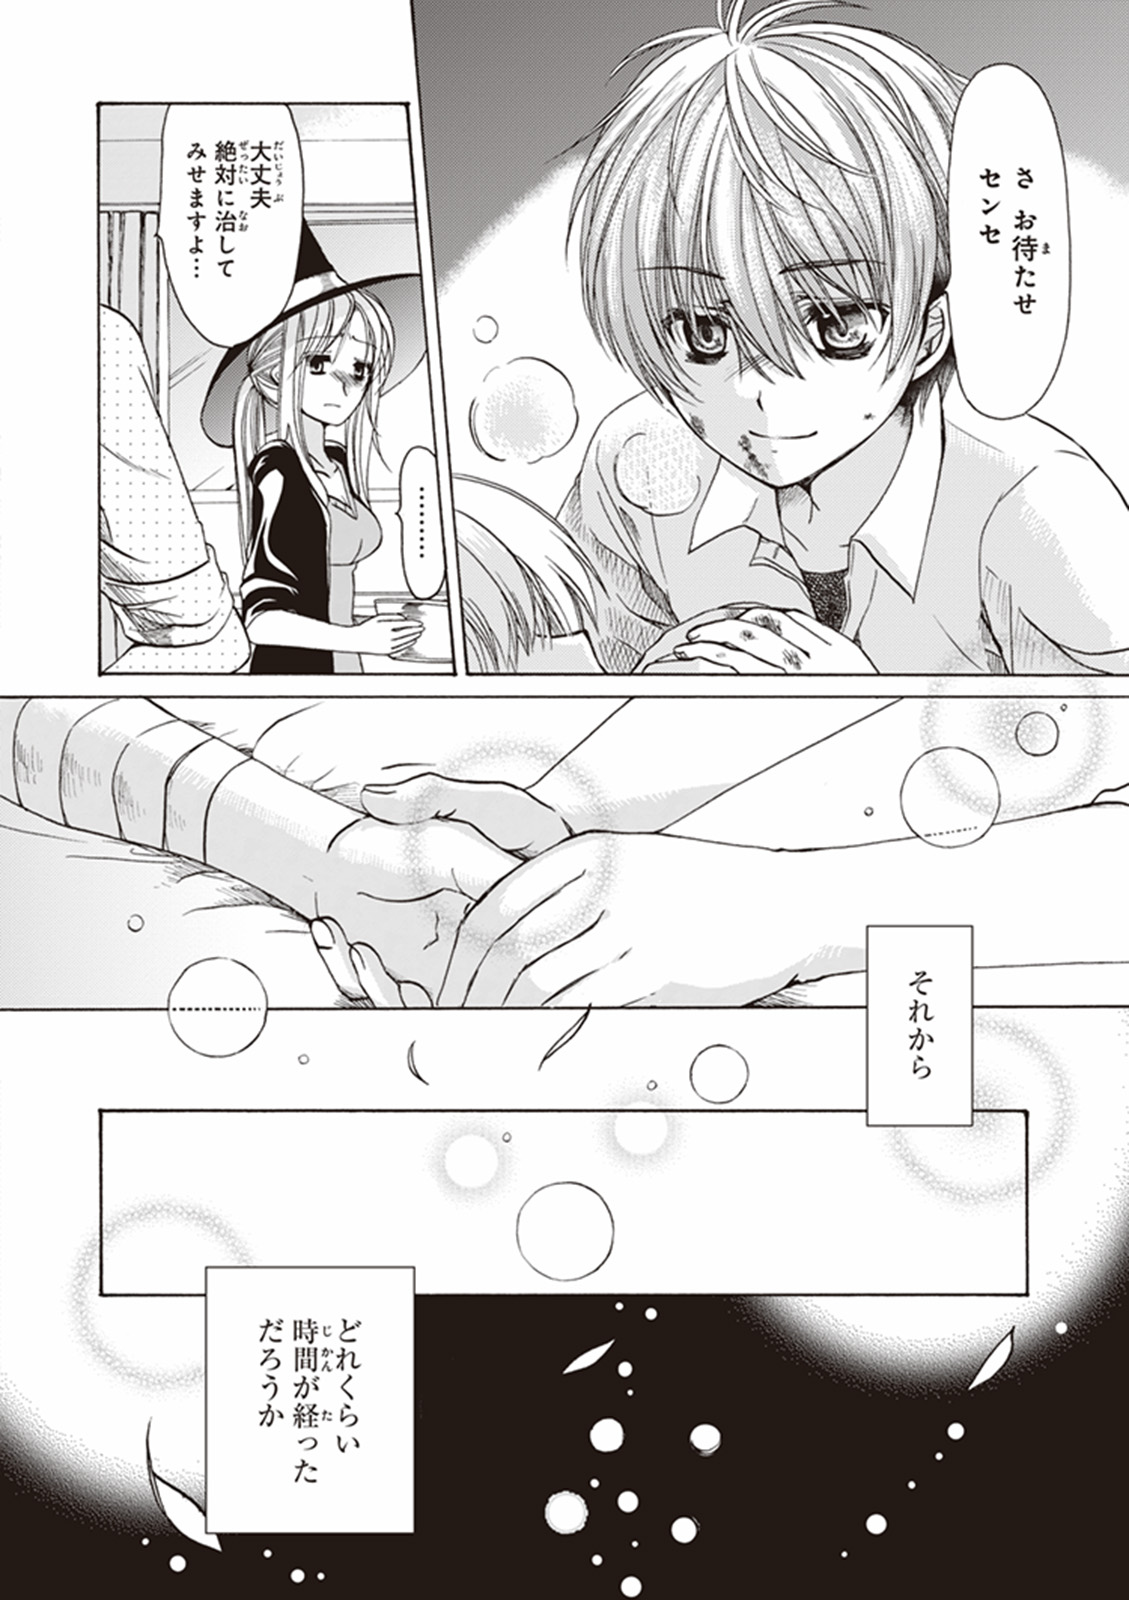 さ お待たせ
センセ
大丈夫
絶対に治して
みせますよ…
………
………
………
それから
どれくらい
時間が経った
だろうか